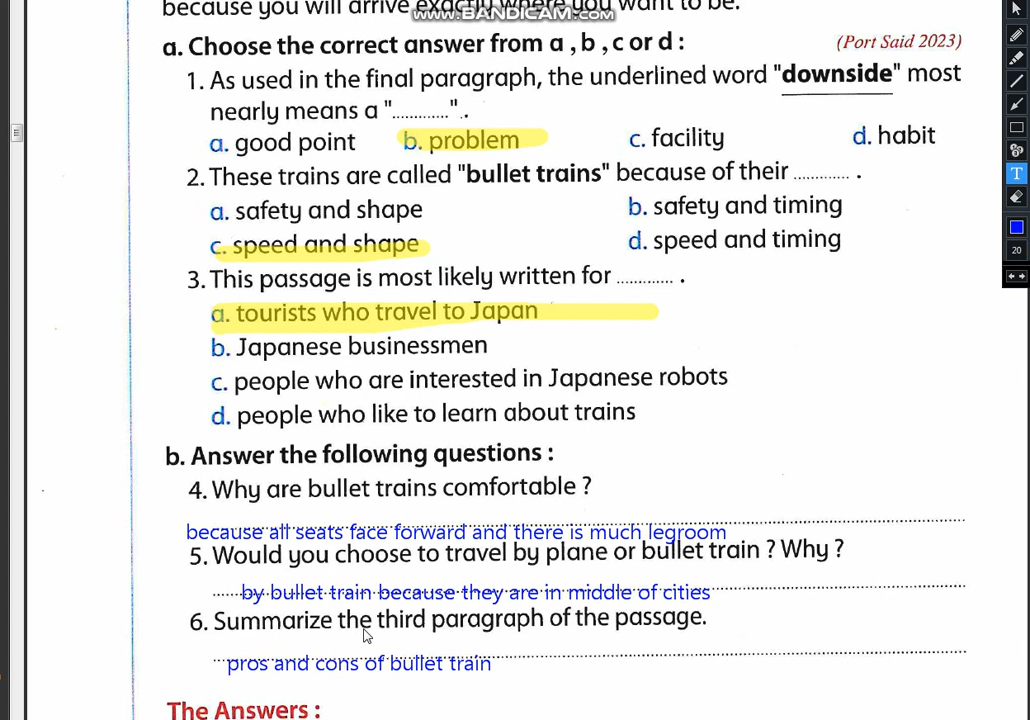 because you will arrive exactly where you want to be.
www.BANDICAM.com
a. Choose the correct answer from a , b , c or d : (Port Said 2023)
1. As used in the final paragraph, the underlined word "downside" most
nearly means a ".............." .
a. good point b. problem c. facility d. habit
2. These trains are called "bullet trains" because of their .............. .
a. safety and shape b. safety and timing
c. speed and shape d. speed and timing
3. This passage is most likely written for .............. .
a. tourists who travel to Japan
b. Japanese businessmen
c. people who are interested in Japanese robots
d. people who like to learn about trains
b. Answer the following questions :
4. Why are bullet trains comfortable ?
because all seats face forward and there is much legroom
5. Would you choose to travel by plane or bullet train ? Why ?
by bullet train because they are in middle of cities
6. Summarize the third paragraph of the passage.
pros and cons of bullet train
The Answers :
T
20